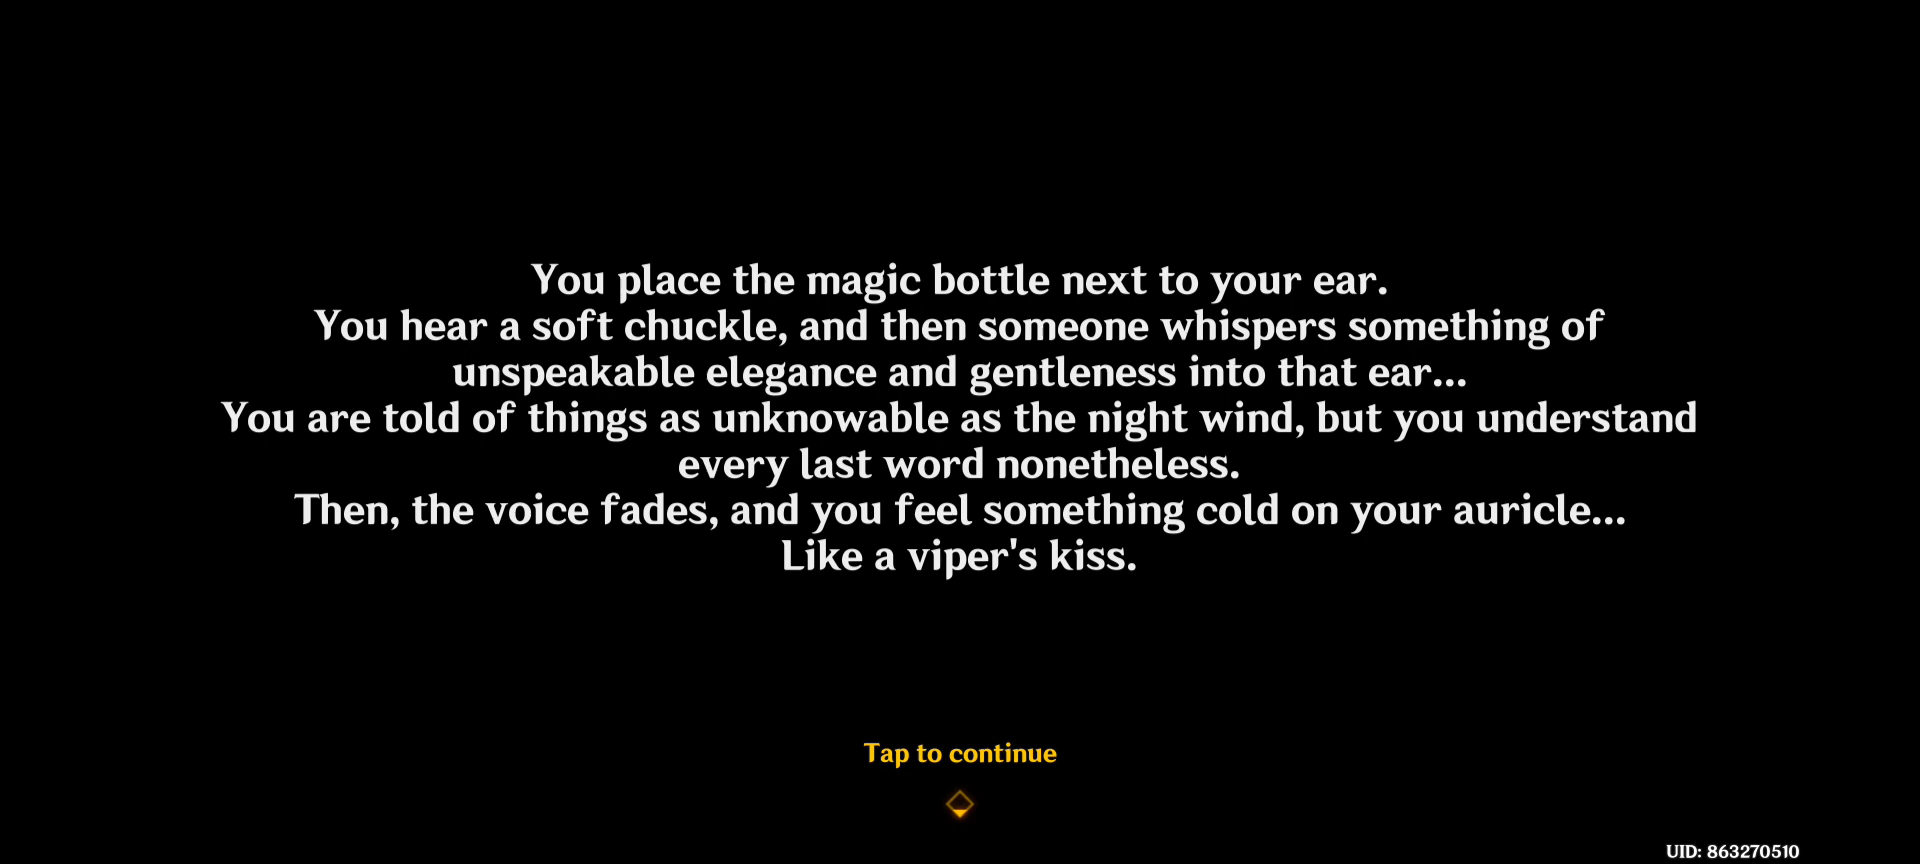 You place the magic bottle next to your ear.
You hear a soft chuckle, and then someone whispers something of
unspeakable elegance and gentleness into that ear...
You are told of things as unknowable as the night wind, but you understand
every last word nonetheless.
Then, the voice fades, and you feel something cold on your auricle...
Like a viper's kiss.
Tap to continue
UID: 863270510